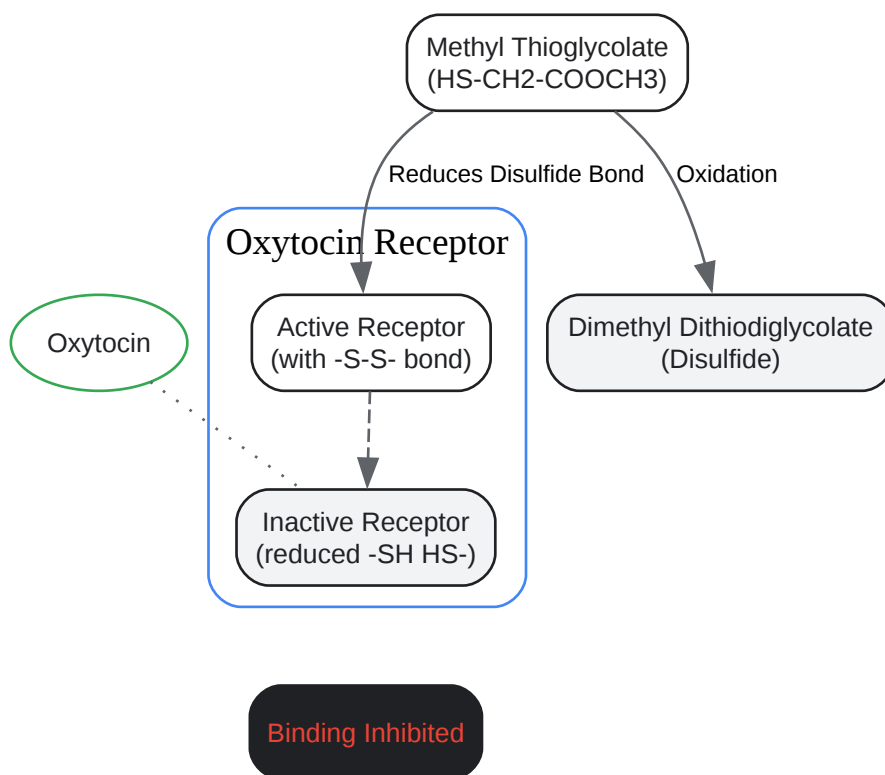 Methyl Thioglycolate
(HS-CH2-COOCH3)
Reduces Disulfide Bond
Oxidation
Oxytocin Receptor
Active Receptor
(with -S-S- bond)
Dimethyl Dithiodiglycolate
(Disulfide)
Oxytocin
Inactive Receptor
(reduced -SH HS-)
Binding Inhibited